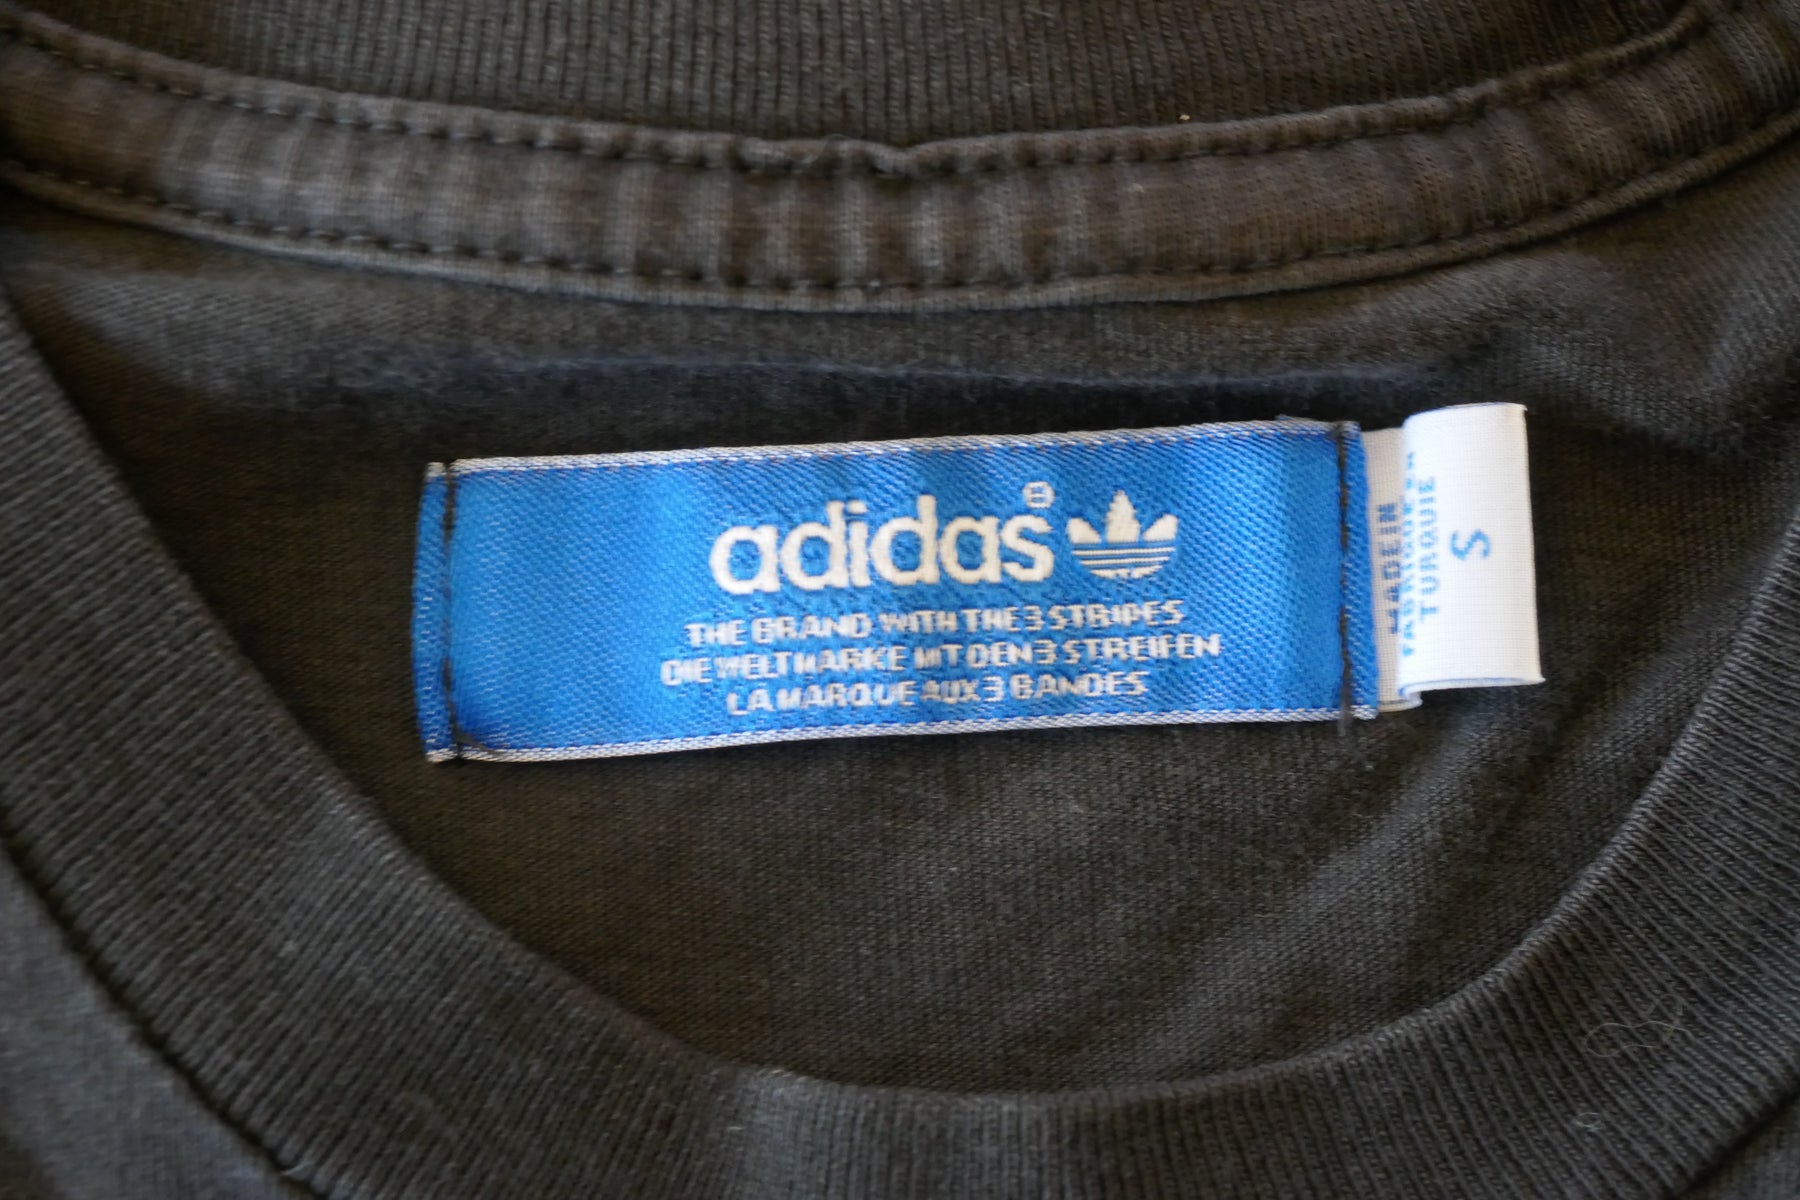 adidas®
THE BRAND WITH THE 3 STRIPES
DIE WELTMARKE MIT DEN 3 STREIFEN
LA MARQUE AUX 3 BANDES
MADE IN
TURQUIE
S